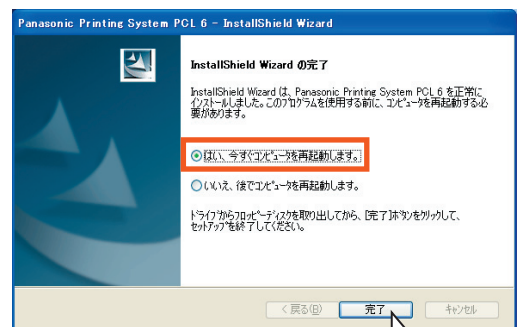 Panasonic Printing System PCL 6 - InstallShield Wizard
InstallShield Wizard の完了
InstallShield Wizard は、Panasonic Printing System PCL 6 を正常に
インストールしました。このプログラムを使用する前に、コンピュータを再起動する必
要があります。
はい、今すぐコンピュータを再起動します。
いいえ、後でコンピュータを再起動します。
ドライブからフロッピーディスクを取り出してから、[完了]ボタンをクリックして、
セットアップを終了してください。
< 戻る(B)
完了
キャンセル